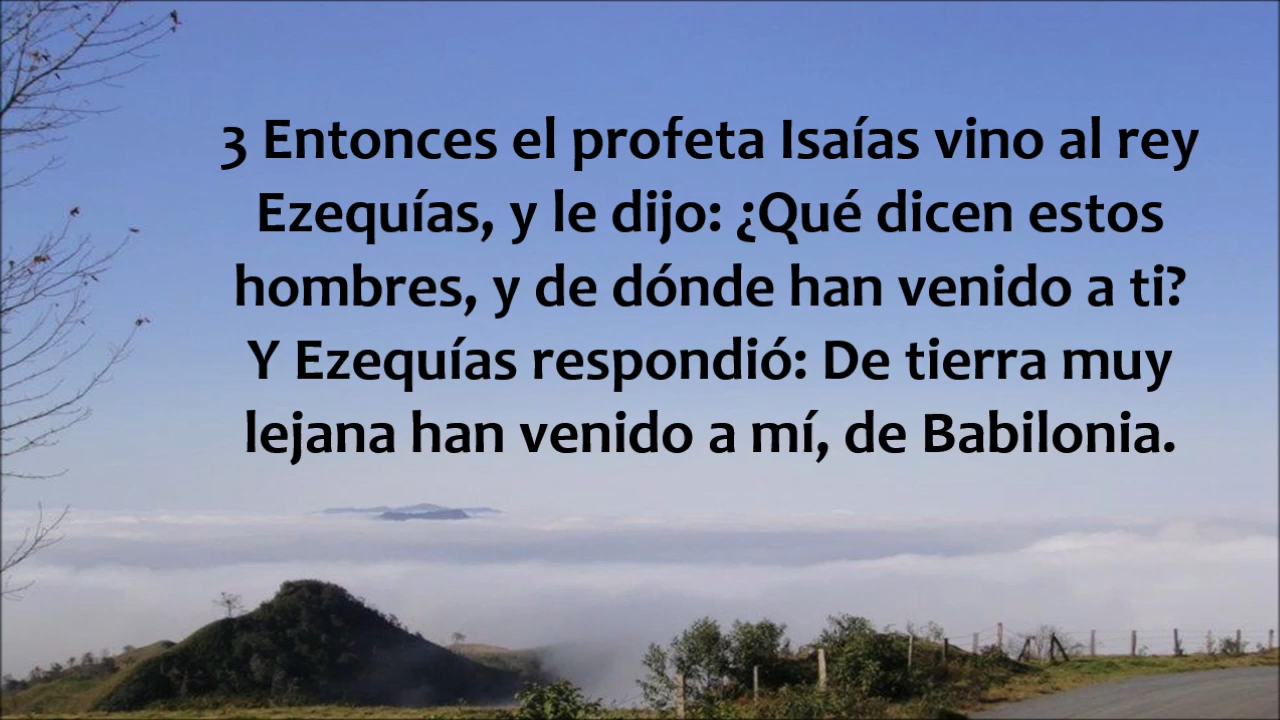 3 Entonces el profeta Isaías vino al rey
Ezequías, y le dijo: ¿Qué dicen estos
hombres, y de dónde han venido a ti?
Y Ezequías respondió: De tierra muy
lejana han venido a mí, de Babilonia.